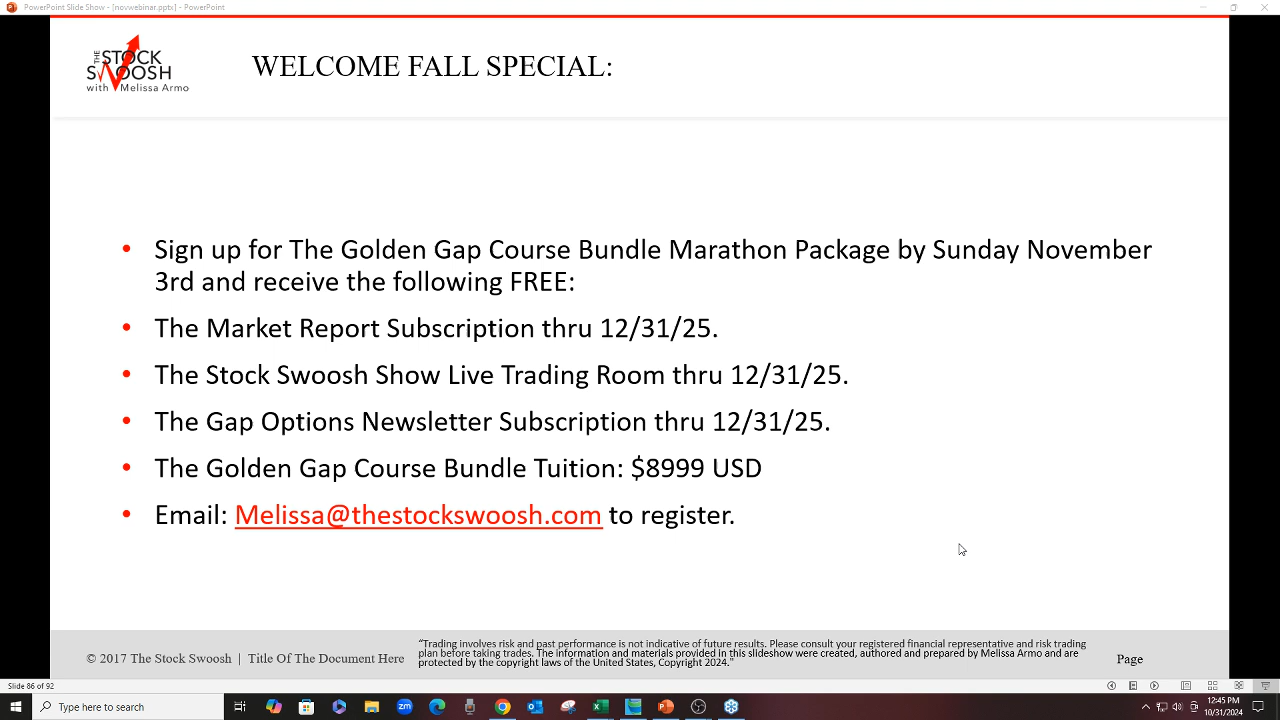 PowerPoint Slide Show - [novwebinar.pptx] - PowerPoint
THE
STOCK
SWOOSH
with Melissa Armo
WELCOME FALL SPECIAL:
• Sign up for The Golden Gap Course Bundle Marathon Package by Sunday November
3rd and receive the following FREE:
• The Market Report Subscription thru 12/31/25.
• The Stock Swoosh Show Live Trading Room thru 12/31/25.
• The Gap Options Newsletter Subscription thru 12/31/25.
• The Golden Gap Course Bundle Tuition: $8999 USD
• Email: Melissa@thestockswoosh.com to register.
© 2017 The Stock Swoosh | Title Of The Document Here
“Trading involves risk and past performance is not indicative of future results. Please consult your registered financial representative and risk trading
plan before taking trades. The information and materials provided in this slideshow were created, authored and prepared by Melissa Armo and are
protected by the copyright laws of the United States, Copyright 2024."
Page
Slide 86 of 92
Type here to search
12:45 PM
10/31/2024